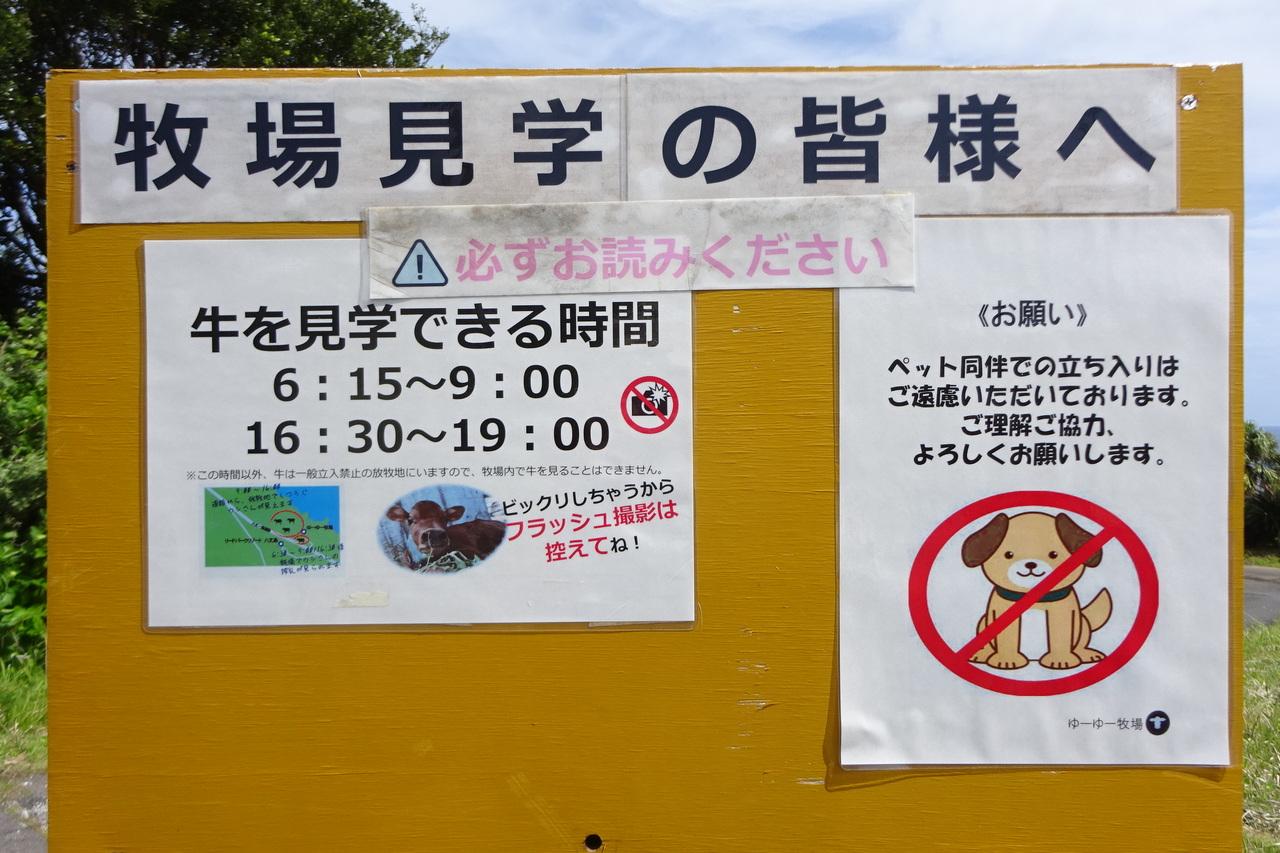 牧場見学の皆様へ
必ずお読みください
牛を見学できる時間
6：15～9：00
16：30～19：00
※この時間以外、牛は一般立入禁止の放牧地にいますので、牧場内で牛を見ることはできません。
ビックリしちゃうから
フラッシュ撮影は
控えてね！
《お願い》
ペット同伴での立ち入りは
ご遠慮いただいております。
ご理解ご協力、
よろしくお願いします。
ゆーゆー牧場